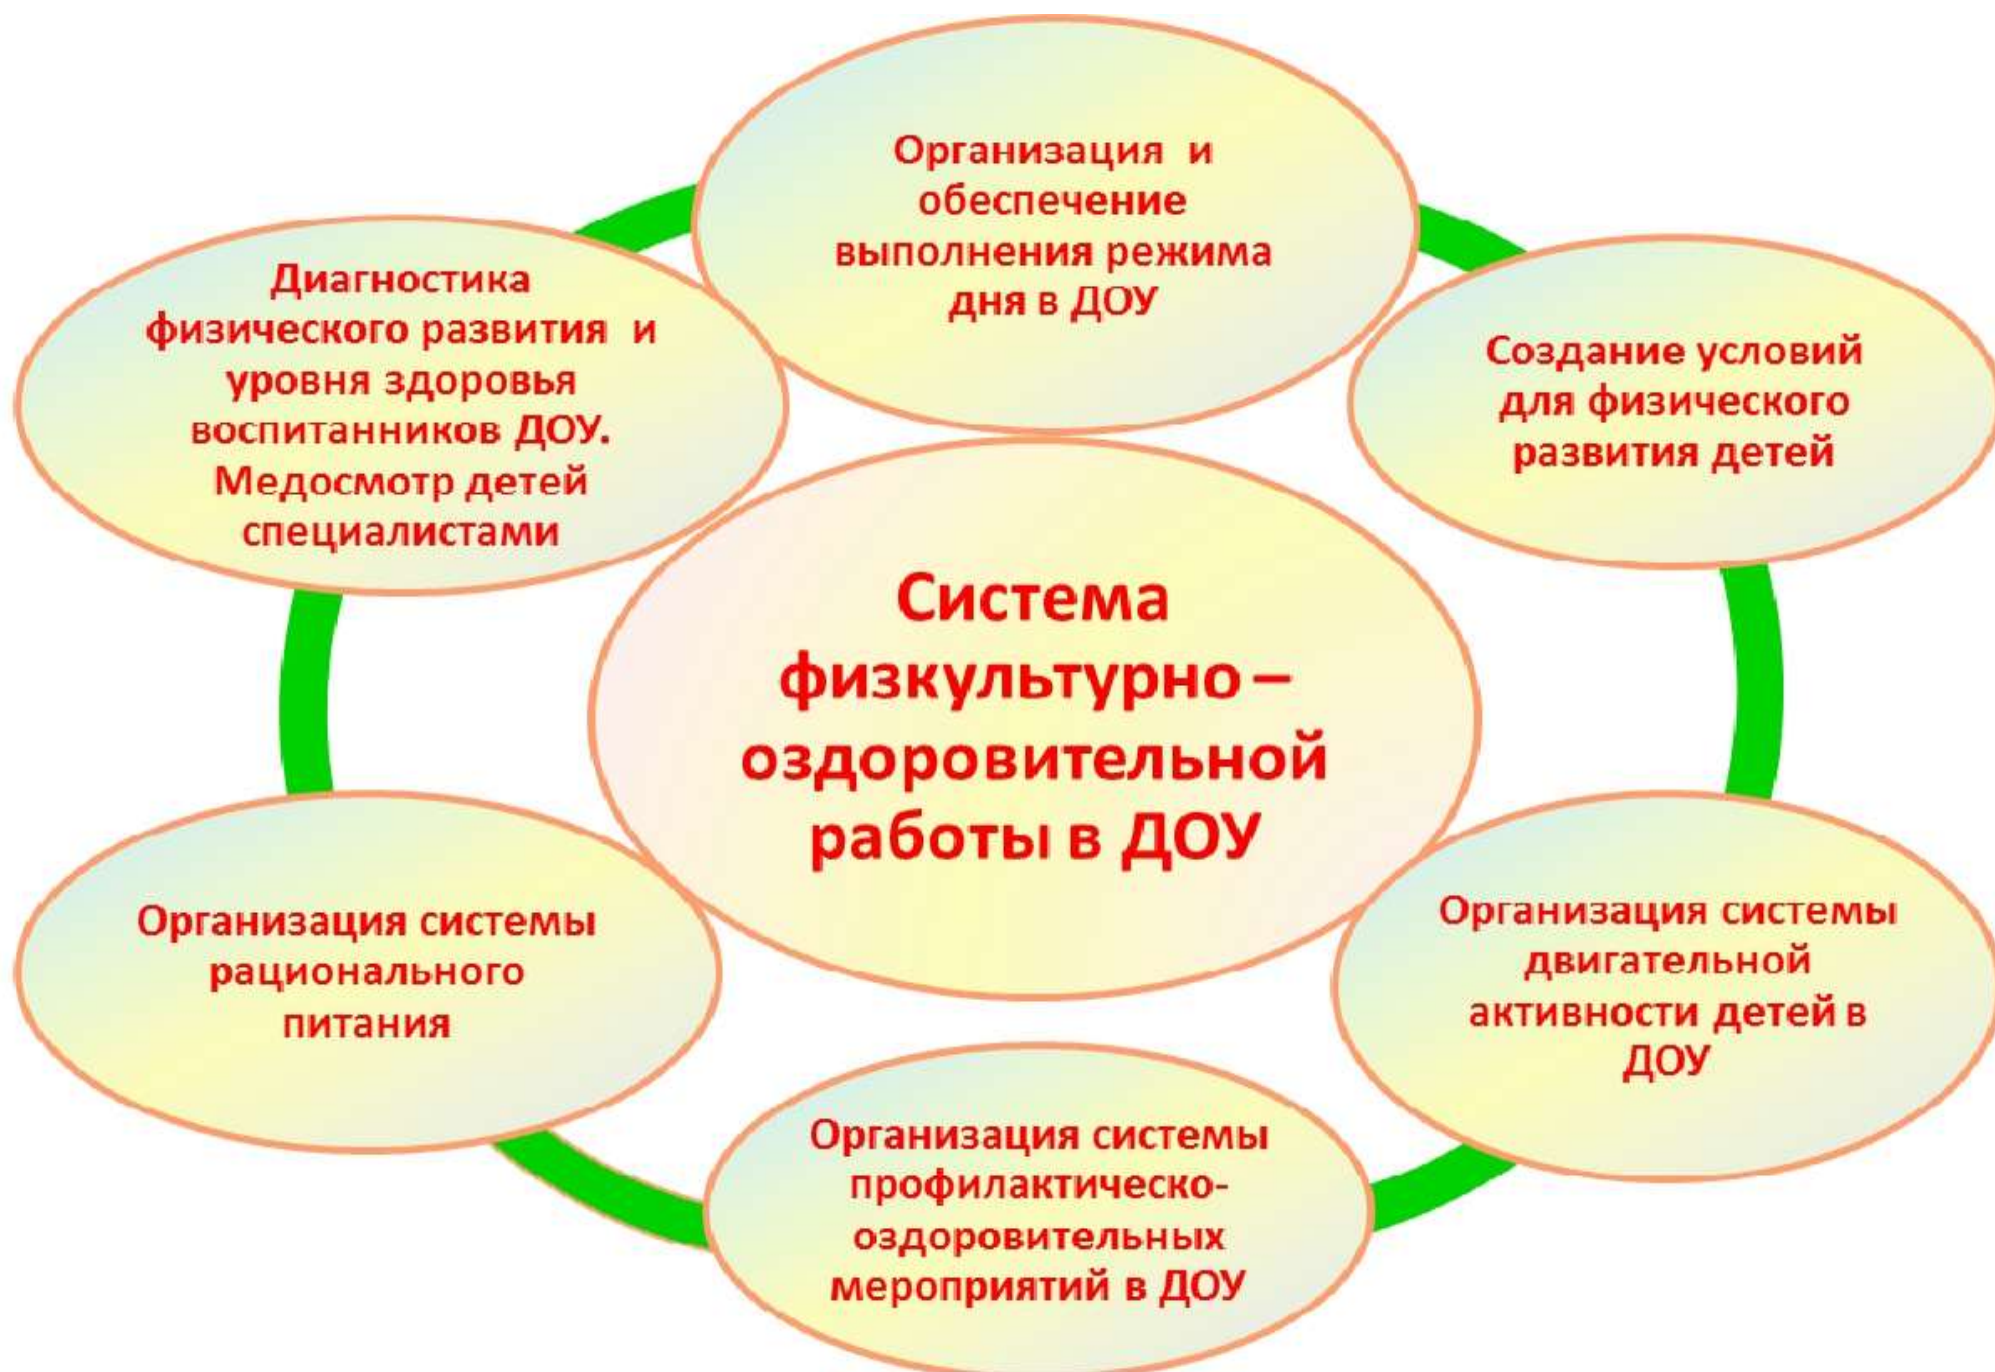 Организация и
обеспечение
выполнения режима
дня в ДОУ
Диагностика
физического развития и
уровня здоровья
воспитанников ДОУ.
Медосмотр детей
специалистами
Создание условий
для физического
развития детей
Система
физкультурно –
оздоровительной
работы в ДОУ
Организация системы
рационального
питания
Организация системы
двигательной
активности детей в
ДОУ
Организация системы
профилактическо-
оздоровительных
мероприятий в ДОУ